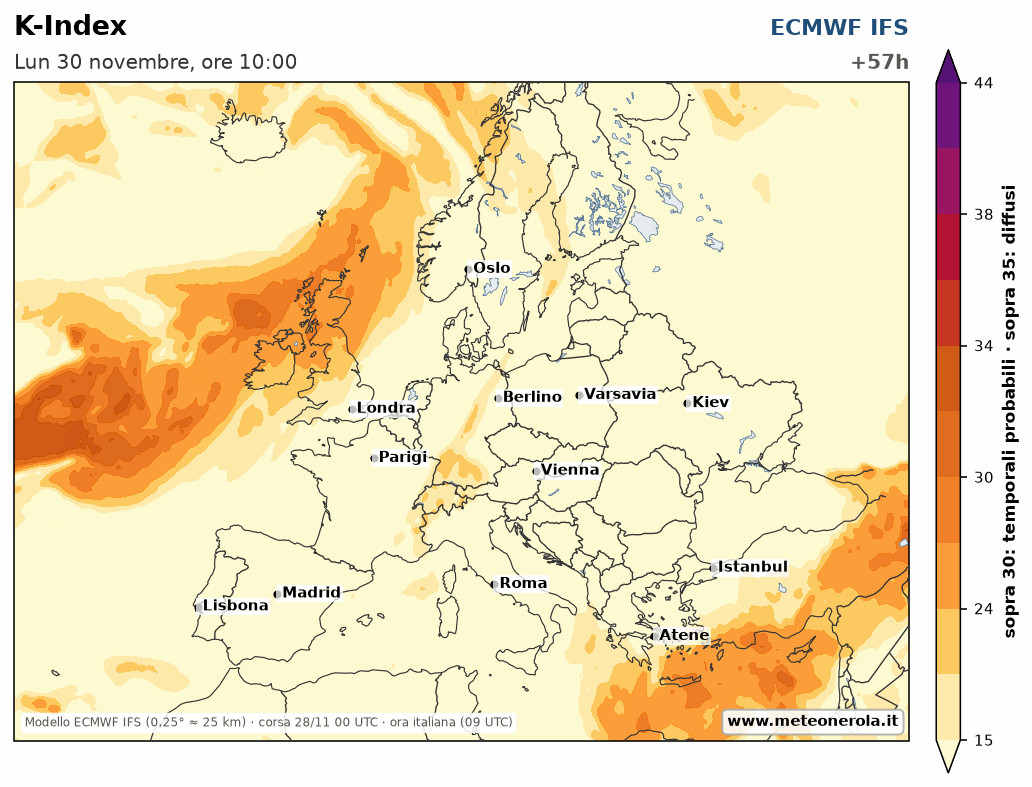 K-Index
ECMWF IFS
Lun 30 novembre, ore 10:00
+57h
44
38
34
30
24
15
sopra 30: temporali probabili · sopra 35: diffusi
Oslo
Berlino
Varsavia
Kiev
Londra
Parigi
Vienna
Istanbul
Roma
Madrid
Lisbona
Atene
Modello ECMWF IFS (0,25° ≈ 25 km) · corsa 28/11 00 UTC · ora italiana (09 UTC)
www.meteonerola.it